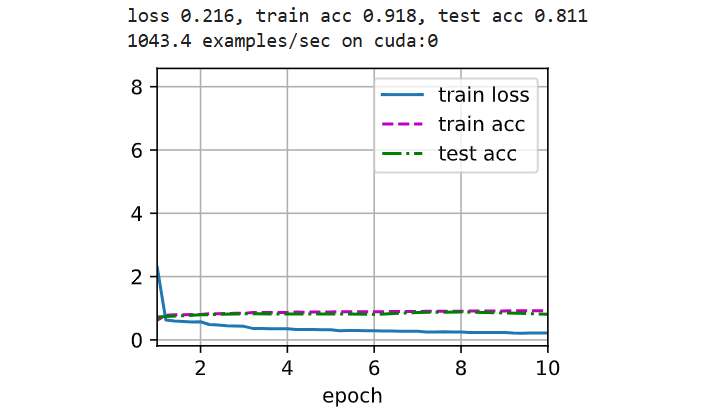 loss 0.216, train acc 0.918, test acc 0.811
1043.4 examples/sec on cuda:0
8
train loss
train acc
6
test acc
4
2
0
2 4 6 8 10
epoch